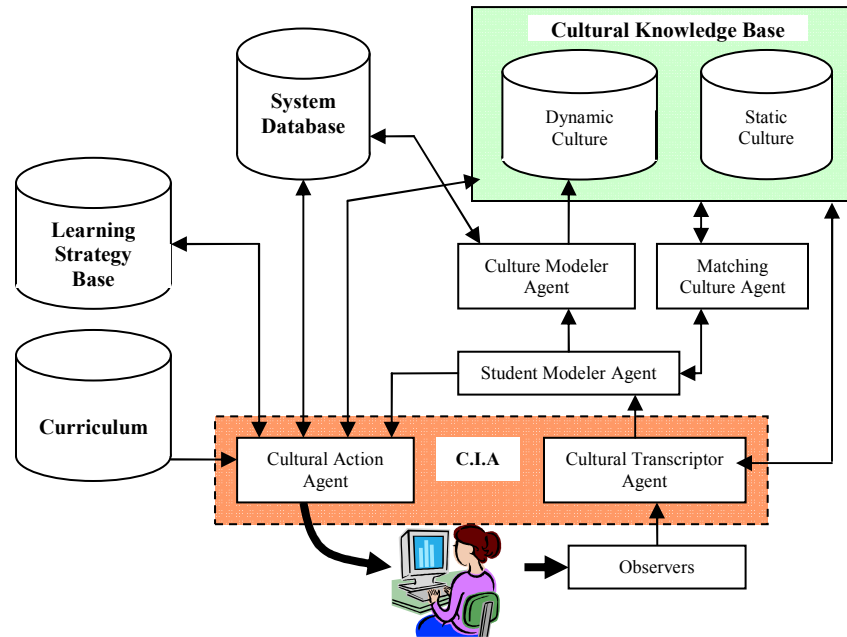 Cultural Knowledge Base
System
Database
Dynamic
Culture
Static
Culture
Learning
Strategy
Base
Culture Modeler
Agent
Matching
Culture Agent
Student Modeler Agent
Curriculum
Cultural Action
Agent
C.I.A
Cultural Transcriptor
Agent
Observers